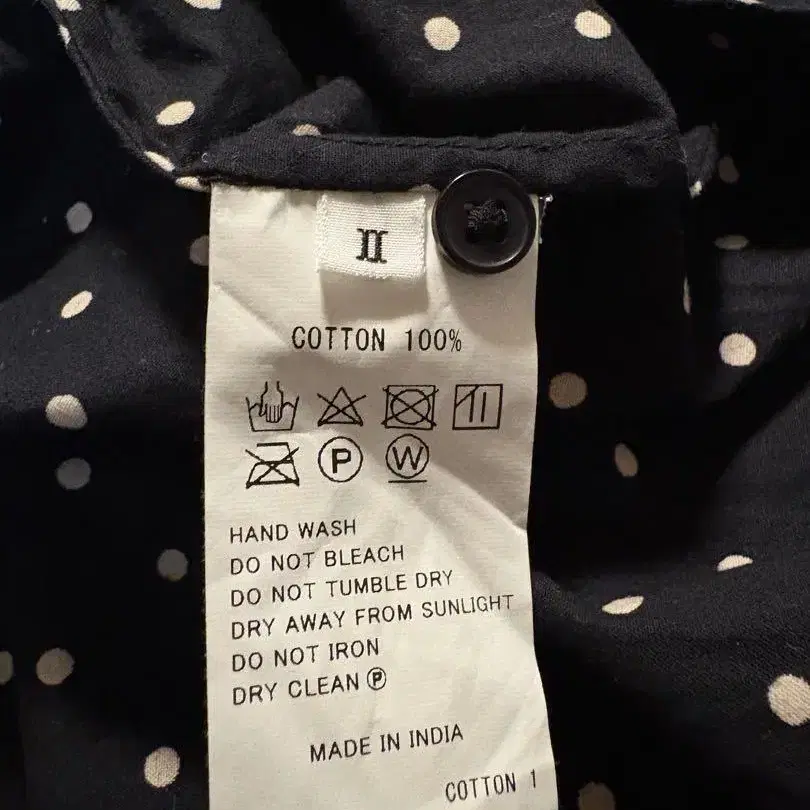 II
COTTON 100%
P W
HAND WASH
DO NOT BLEACH
DO NOT TUMBLE DRY
DRY AWAY FROM SUNLIGHT
DO NOT IRON
DRY CLEAN Ⓟ
MADE IN INDIA
COTTON 1